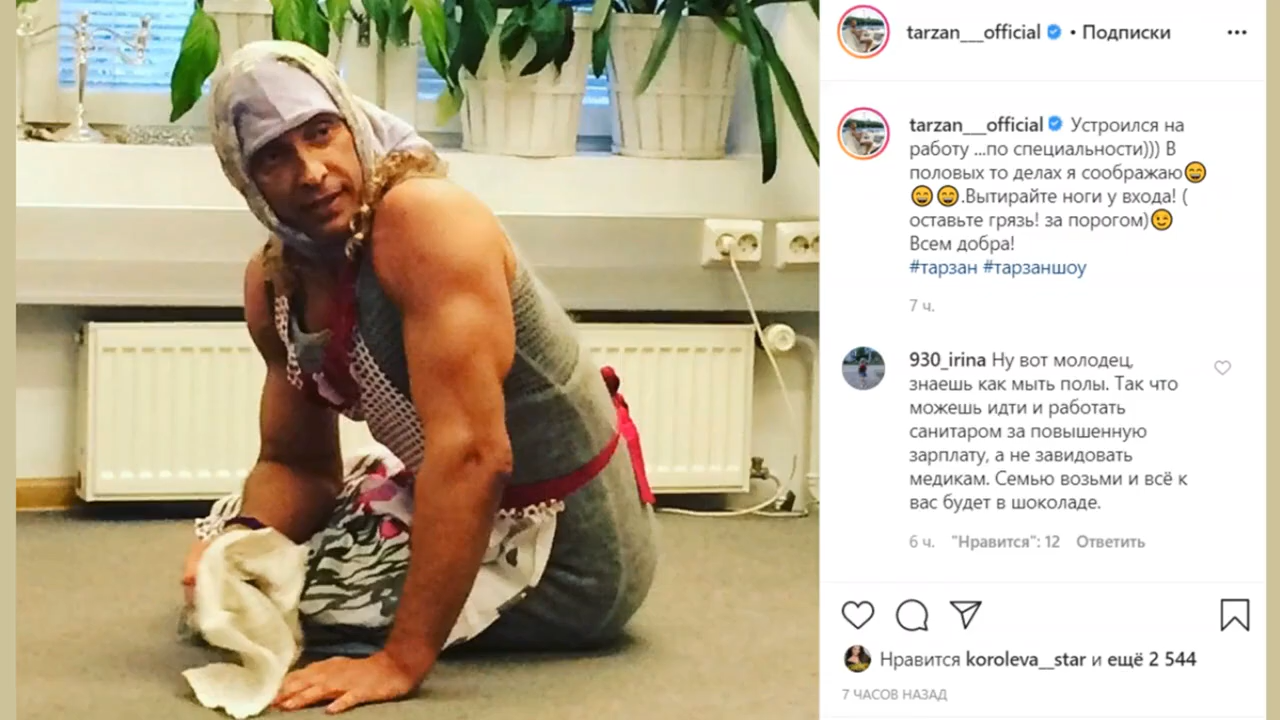 tarzan___official • Подписки
tarzan___official Устроился на
работу ...по специальности))) В
половых то делах я соображаю😄
😄😄.Вытирайте ноги у входа! (
оставьте грязь! за порогом)😉
Всем добра!
#тарзан #тарзаншоу
7 ч.
930_irina Ну вот молодец,
знаешь как мыть полы. Так что
можешь идти и работать
санитаром за повышенную
зарплату, а не завидовать
медикам. Семью возьми и всё к
вас будет в шоколаде.
6 ч. "Нравится": 12 Ответить
Нравится koroleva__star и ещё 2 544
7 ЧАСОВ НАЗАД